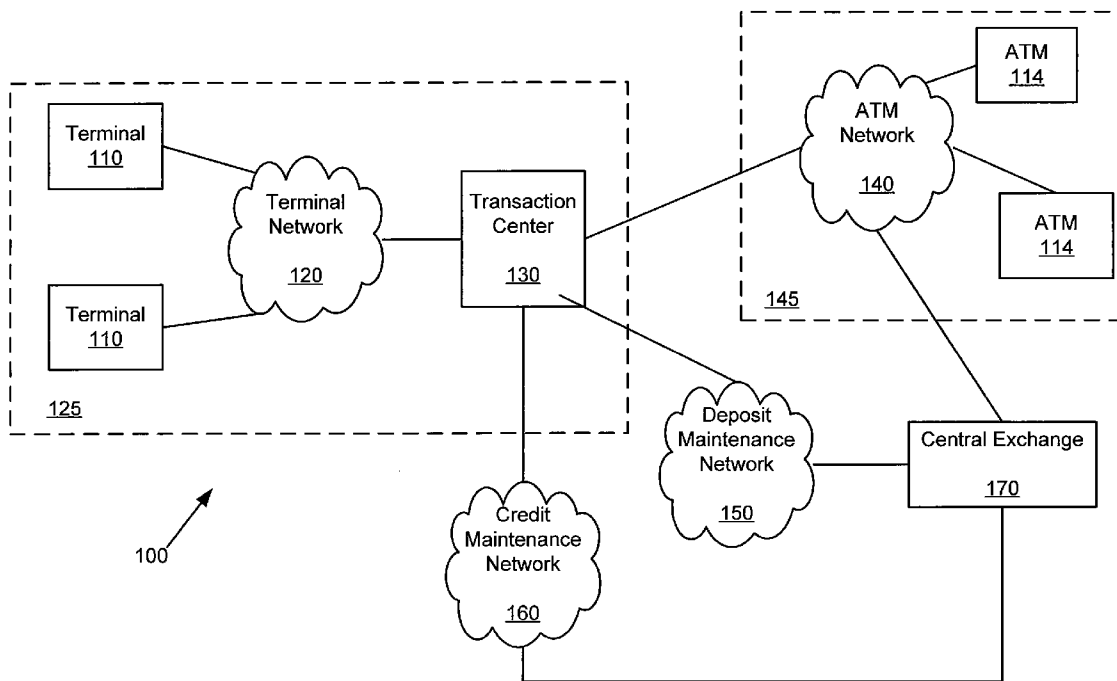 Terminal
110
Terminal
110
125
Terminal
Network
120
Transaction
Center
130
ATM
Network
140
ATM
114
ATM
114
145
Deposit
Maintenance
Network
150
Central Exchange
170
Credit
Maintenance
Network
160
100